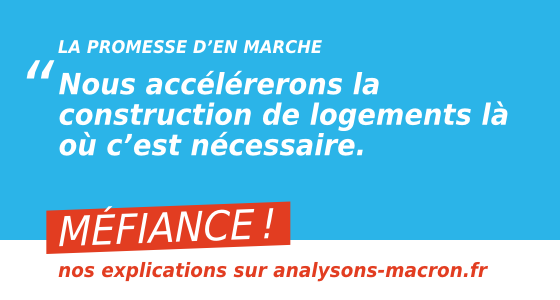 LA PROMESSE D’EN MARCHE
“ Nous accélérerons la
construction de logements là
où c’est nécessaire.
MÉFIANCE !
nos explications sur analysons-macron.fr